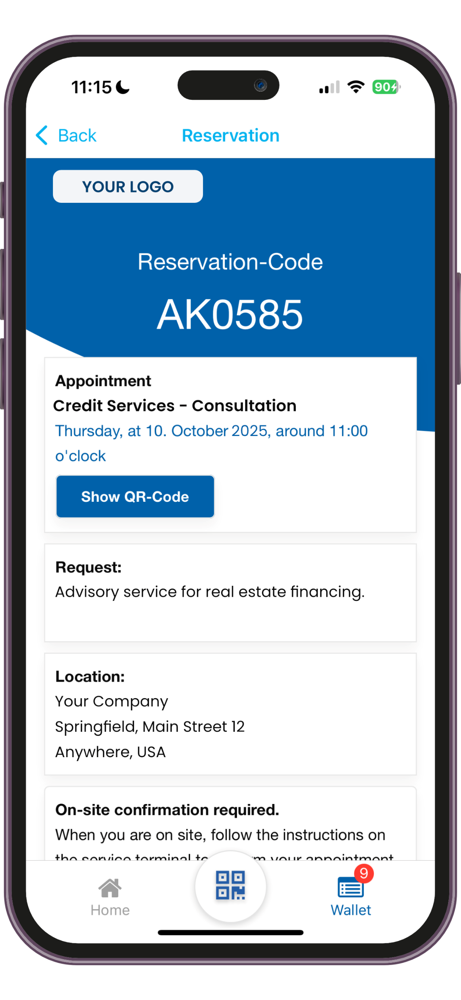 11:15
90
Back
Reservation
YOUR LOGO
Reservation-Code
AK0585
Appointment
Credit Services - Consultation
Thursday, at 10. October 2025, around 11:00
o'clock
Show QR-Code
Request:
Advisory service for real estate financing.
Location:
Your Company
Springfield, Main Street 12
Anywhere, USA
On-site confirmation required.
When you are on site, follow the instructions on
the service terminal your appointment
9
Home
Wallet